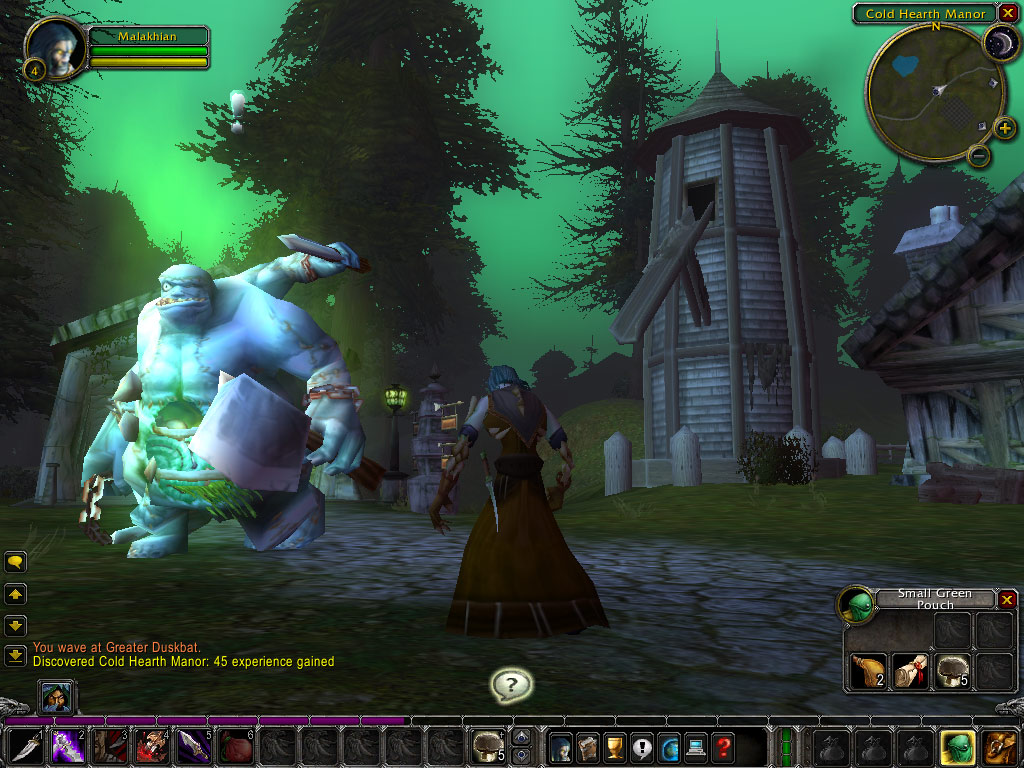 Malakhian
4
Cold Hearth Manor
N
Small Green
Pouch
2
5
You wave at Greater Duskbat.
Discovered Cold Hearth Manor: 45 experience gained
?
2
5
6
5
!
?